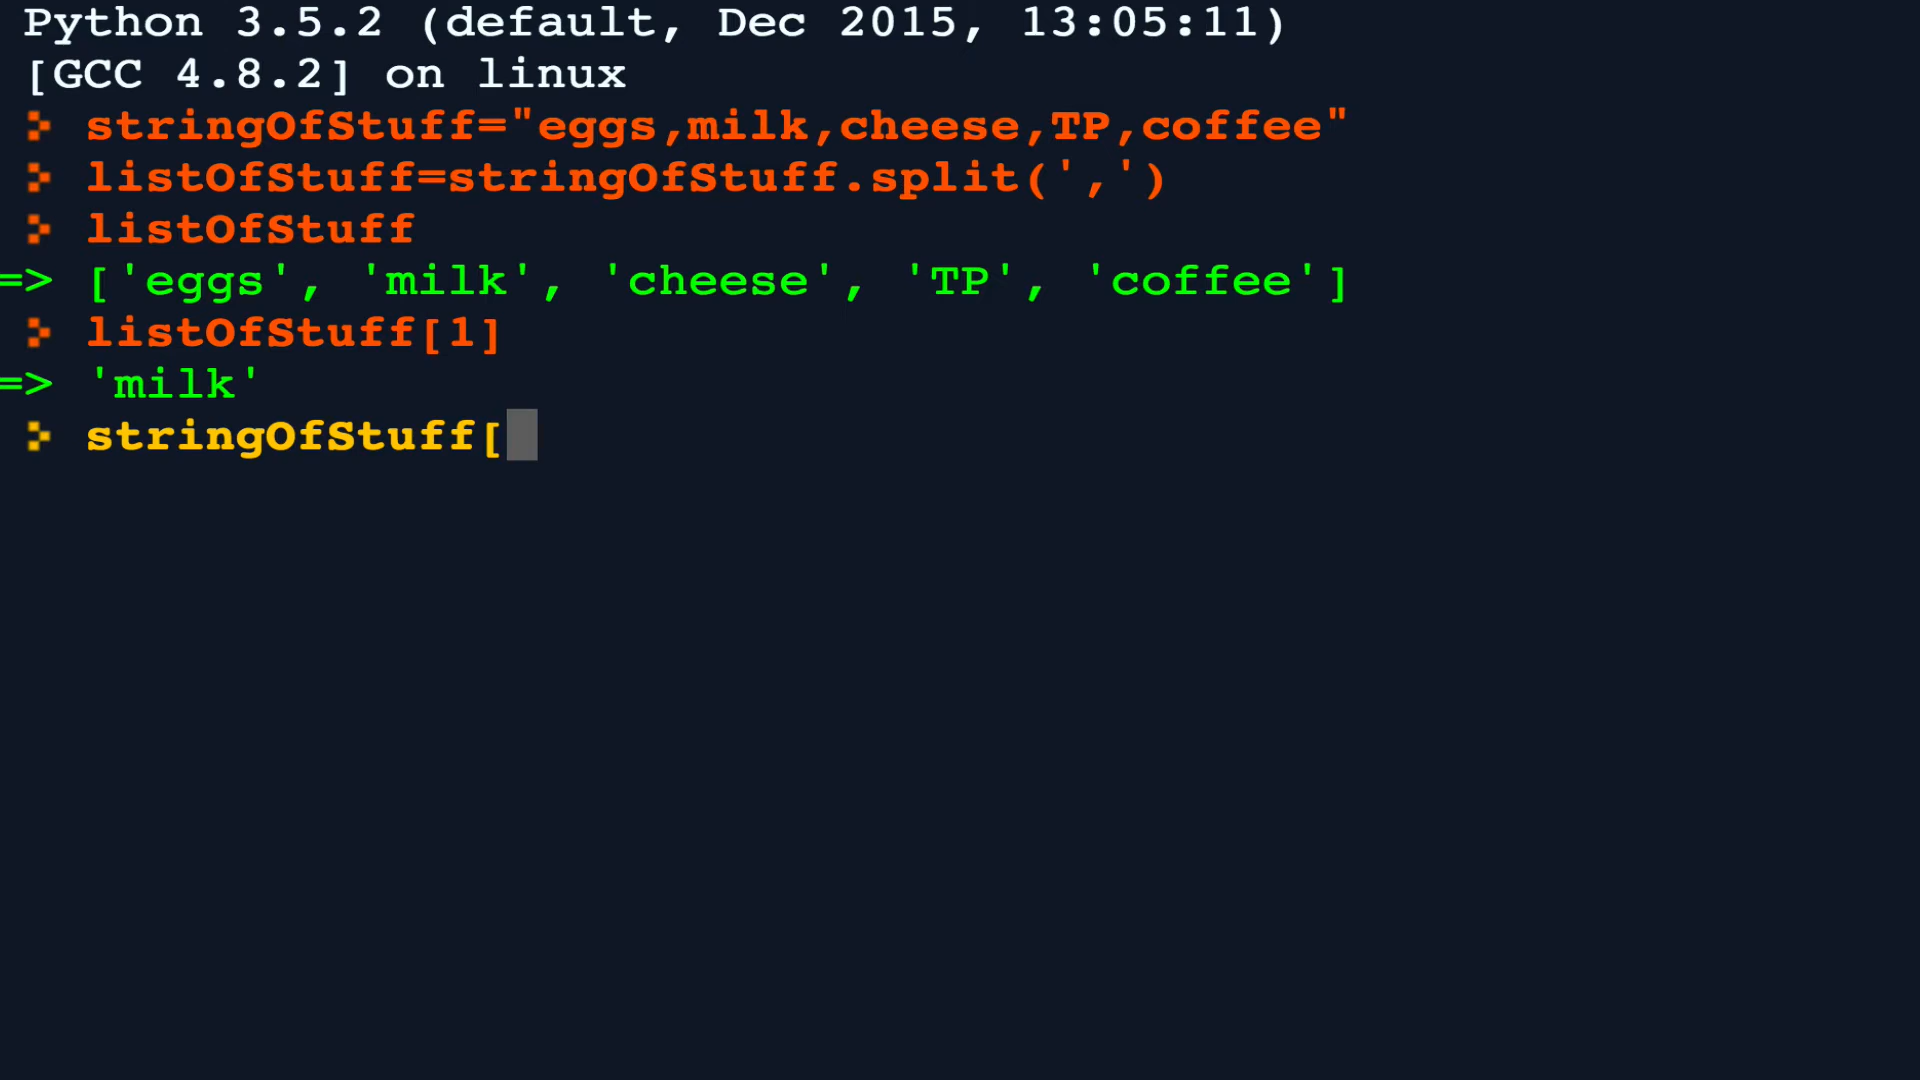 Python 3.5.2 (default, Dec 2015, 13:05:11)
[GCC 4.8.2] on linux
stringOfStuff="eggs,milk,cheese,TP,coffee"
listOfStuff=stringOfStuff.split(',')
listOfStuff
=> ['eggs', 'milk', 'cheese', 'TP', 'coffee']
listOfStuff[1]
=> 'milk'
stringOfStuff[